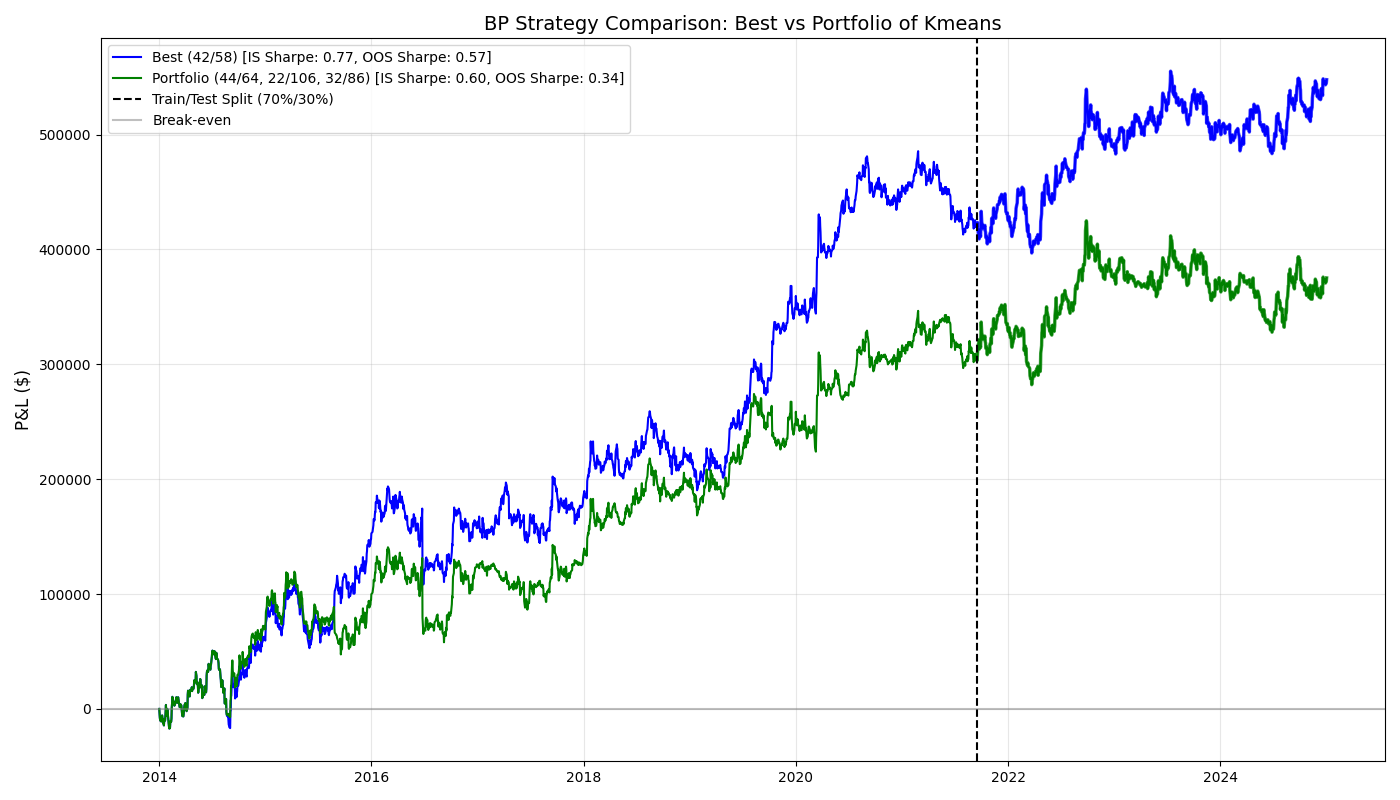 BP Strategy Comparison: Best vs Portfolio of Kmeans
Best (42/58) [IS Sharpe: 0.77, OOS Sharpe: 0.57]
Portfolio (44/64, 22/106, 32/86) [IS Sharpe: 0.60, OOS Sharpe: 0.34]
Train/Test Split (70%/30%)
Break-even
P&L ($)
500000
400000
300000
200000
100000
0
2014
2016
2018
2020
2022
2024